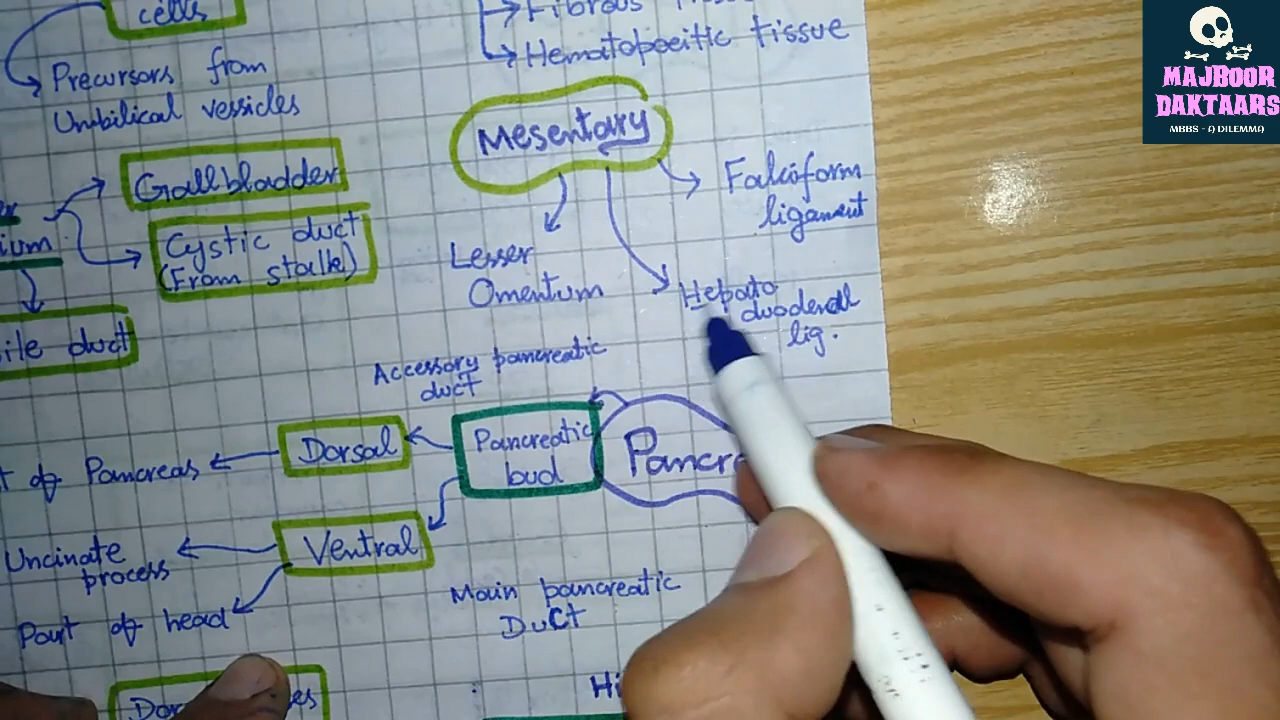 cells
Precursors from
Umbilical vessicles
Fibrous
Hematopoeitic tissue
MAJBOOR
DAKTAARS
MBBS - A DILEMMA
Mesentary
Gallbladder
Cystic duct
(From stalk)
Falciform
ligament
Lesser
Omentum
Hepato
duodenal
lig.
duct
Accessory pancreatic
duct
Pancreatic
bud
Dorsal
of Pancreas
Ventral
Uncinate
process
Part of head
Main pancreatic
Duct